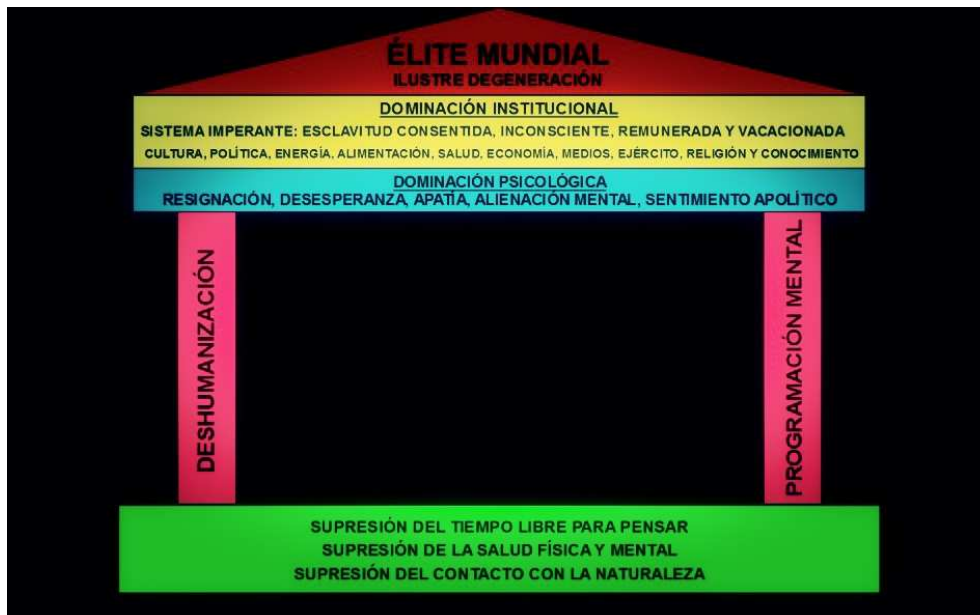 ÉLITE MUNDIAL
ILUSTRE DEGENERACIÓN
DOMINACIÓN INSTITUCIONAL
SISTEMA IMPERANTE: ESCLAVITUD CONSENTIDA, INCONSCIENTE, REMUNERADA Y VACACIONADA
CULTURA, POLÍTICA, ENERGÍA, ALIMENTACIÓN, SALUD, ECONOMÍA, MEDIOS, EJÉRCITO, RELIGIÓN Y CONOCIMIENTO
DOMINACIÓN PSICOLÓGICA
RESIGNACIÓN, DESESPERANZA, APATÍA, ALIENACIÓN MENTAL, SENTIMIENTO APOLÍTICO
DESHUMANIZACIÓN
PROGRAMACIÓN MENTAL
SUPRESIÓN DEL TIEMPO LIBRE PARA PENSAR
SUPRESIÓN DE LA SALUD FÍSICA Y MENTAL
SUPRESIÓN DEL CONTACTO CON LA NATURALEZA